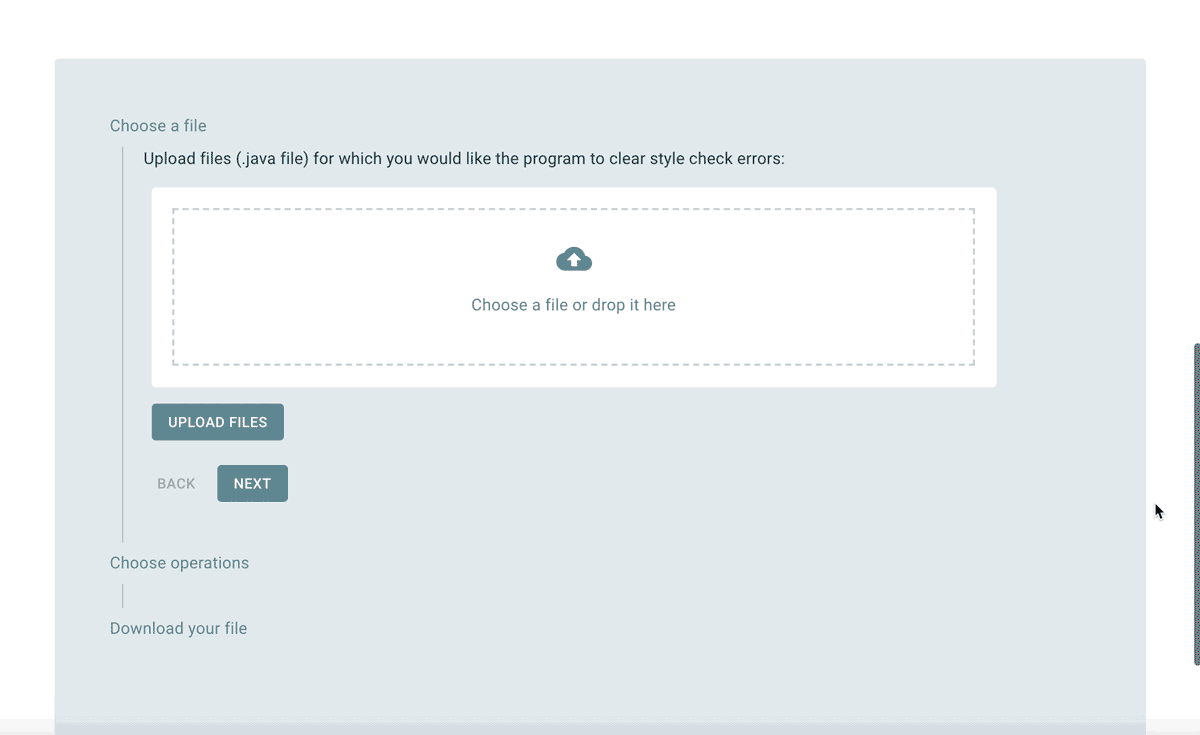 Choose a file
Upload files (.java file) for which you would like the program to clear style check errors:
Choose a file or drop it here
UPLOAD FILES
BACK NEXT
Choose operations
Download your file